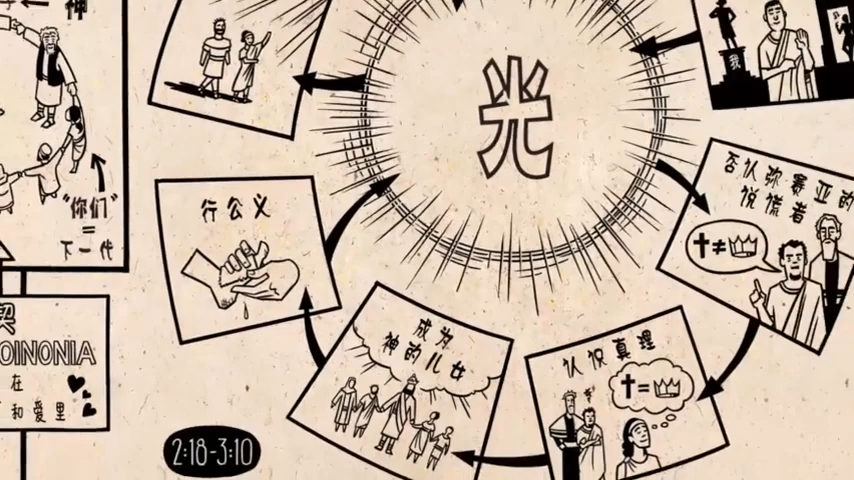 神
"你们"
=
下一代
契
OINONIA
在
和爱里
光
我
行公义
成为
神的儿女
认识真理
✝≠👑
否认弥赛亚的
说谎者
✝=👑
2:18-3:10